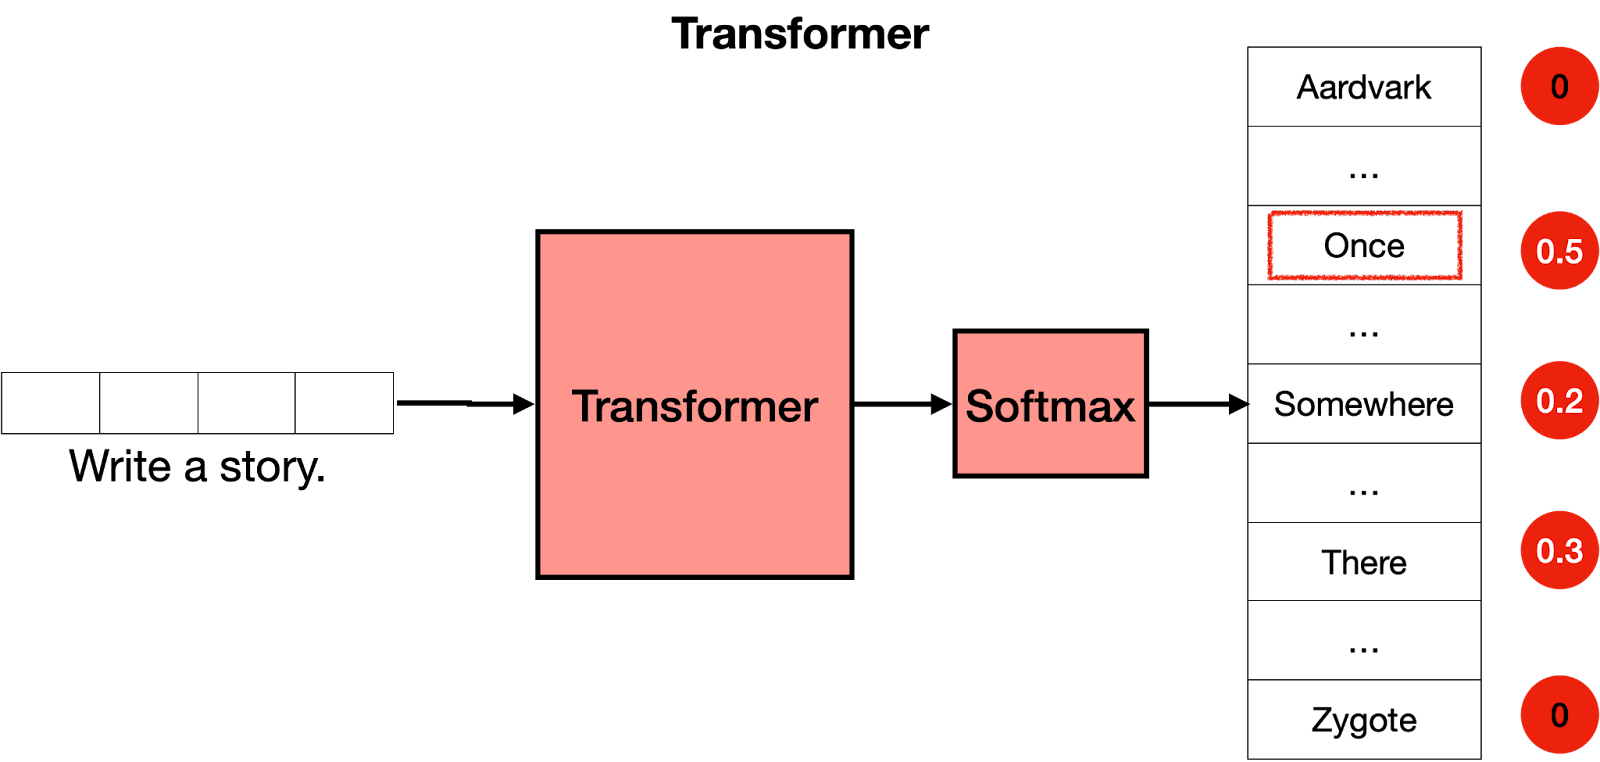 Transformer
Write a story.
Transformer
Softmax
Aardvark 0
...
Once 0.5
...
Somewhere 0.2
...
There 0.3
...
Zygote 0